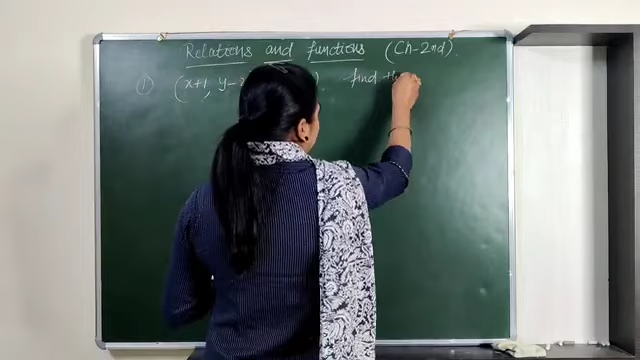 Relations and functions (Ch-2nd).
① (x+1, y-    ). find th